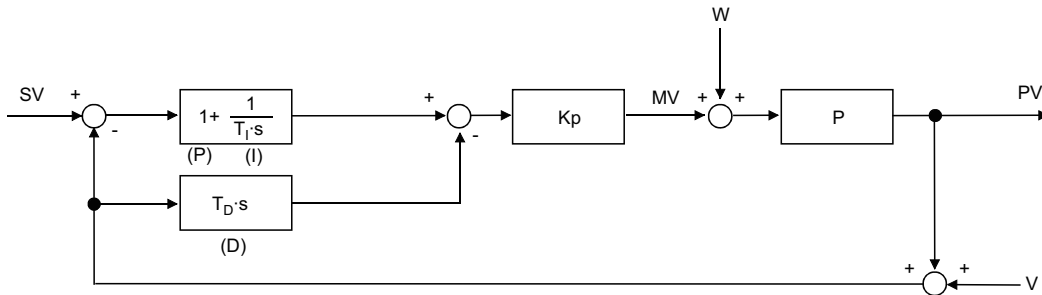 W
SV
+
-
1+ 1/T_I·s
(P) (I)
+
-
Kp
MV
+
+
P
PV
T_D·s
(D)
+
+
V